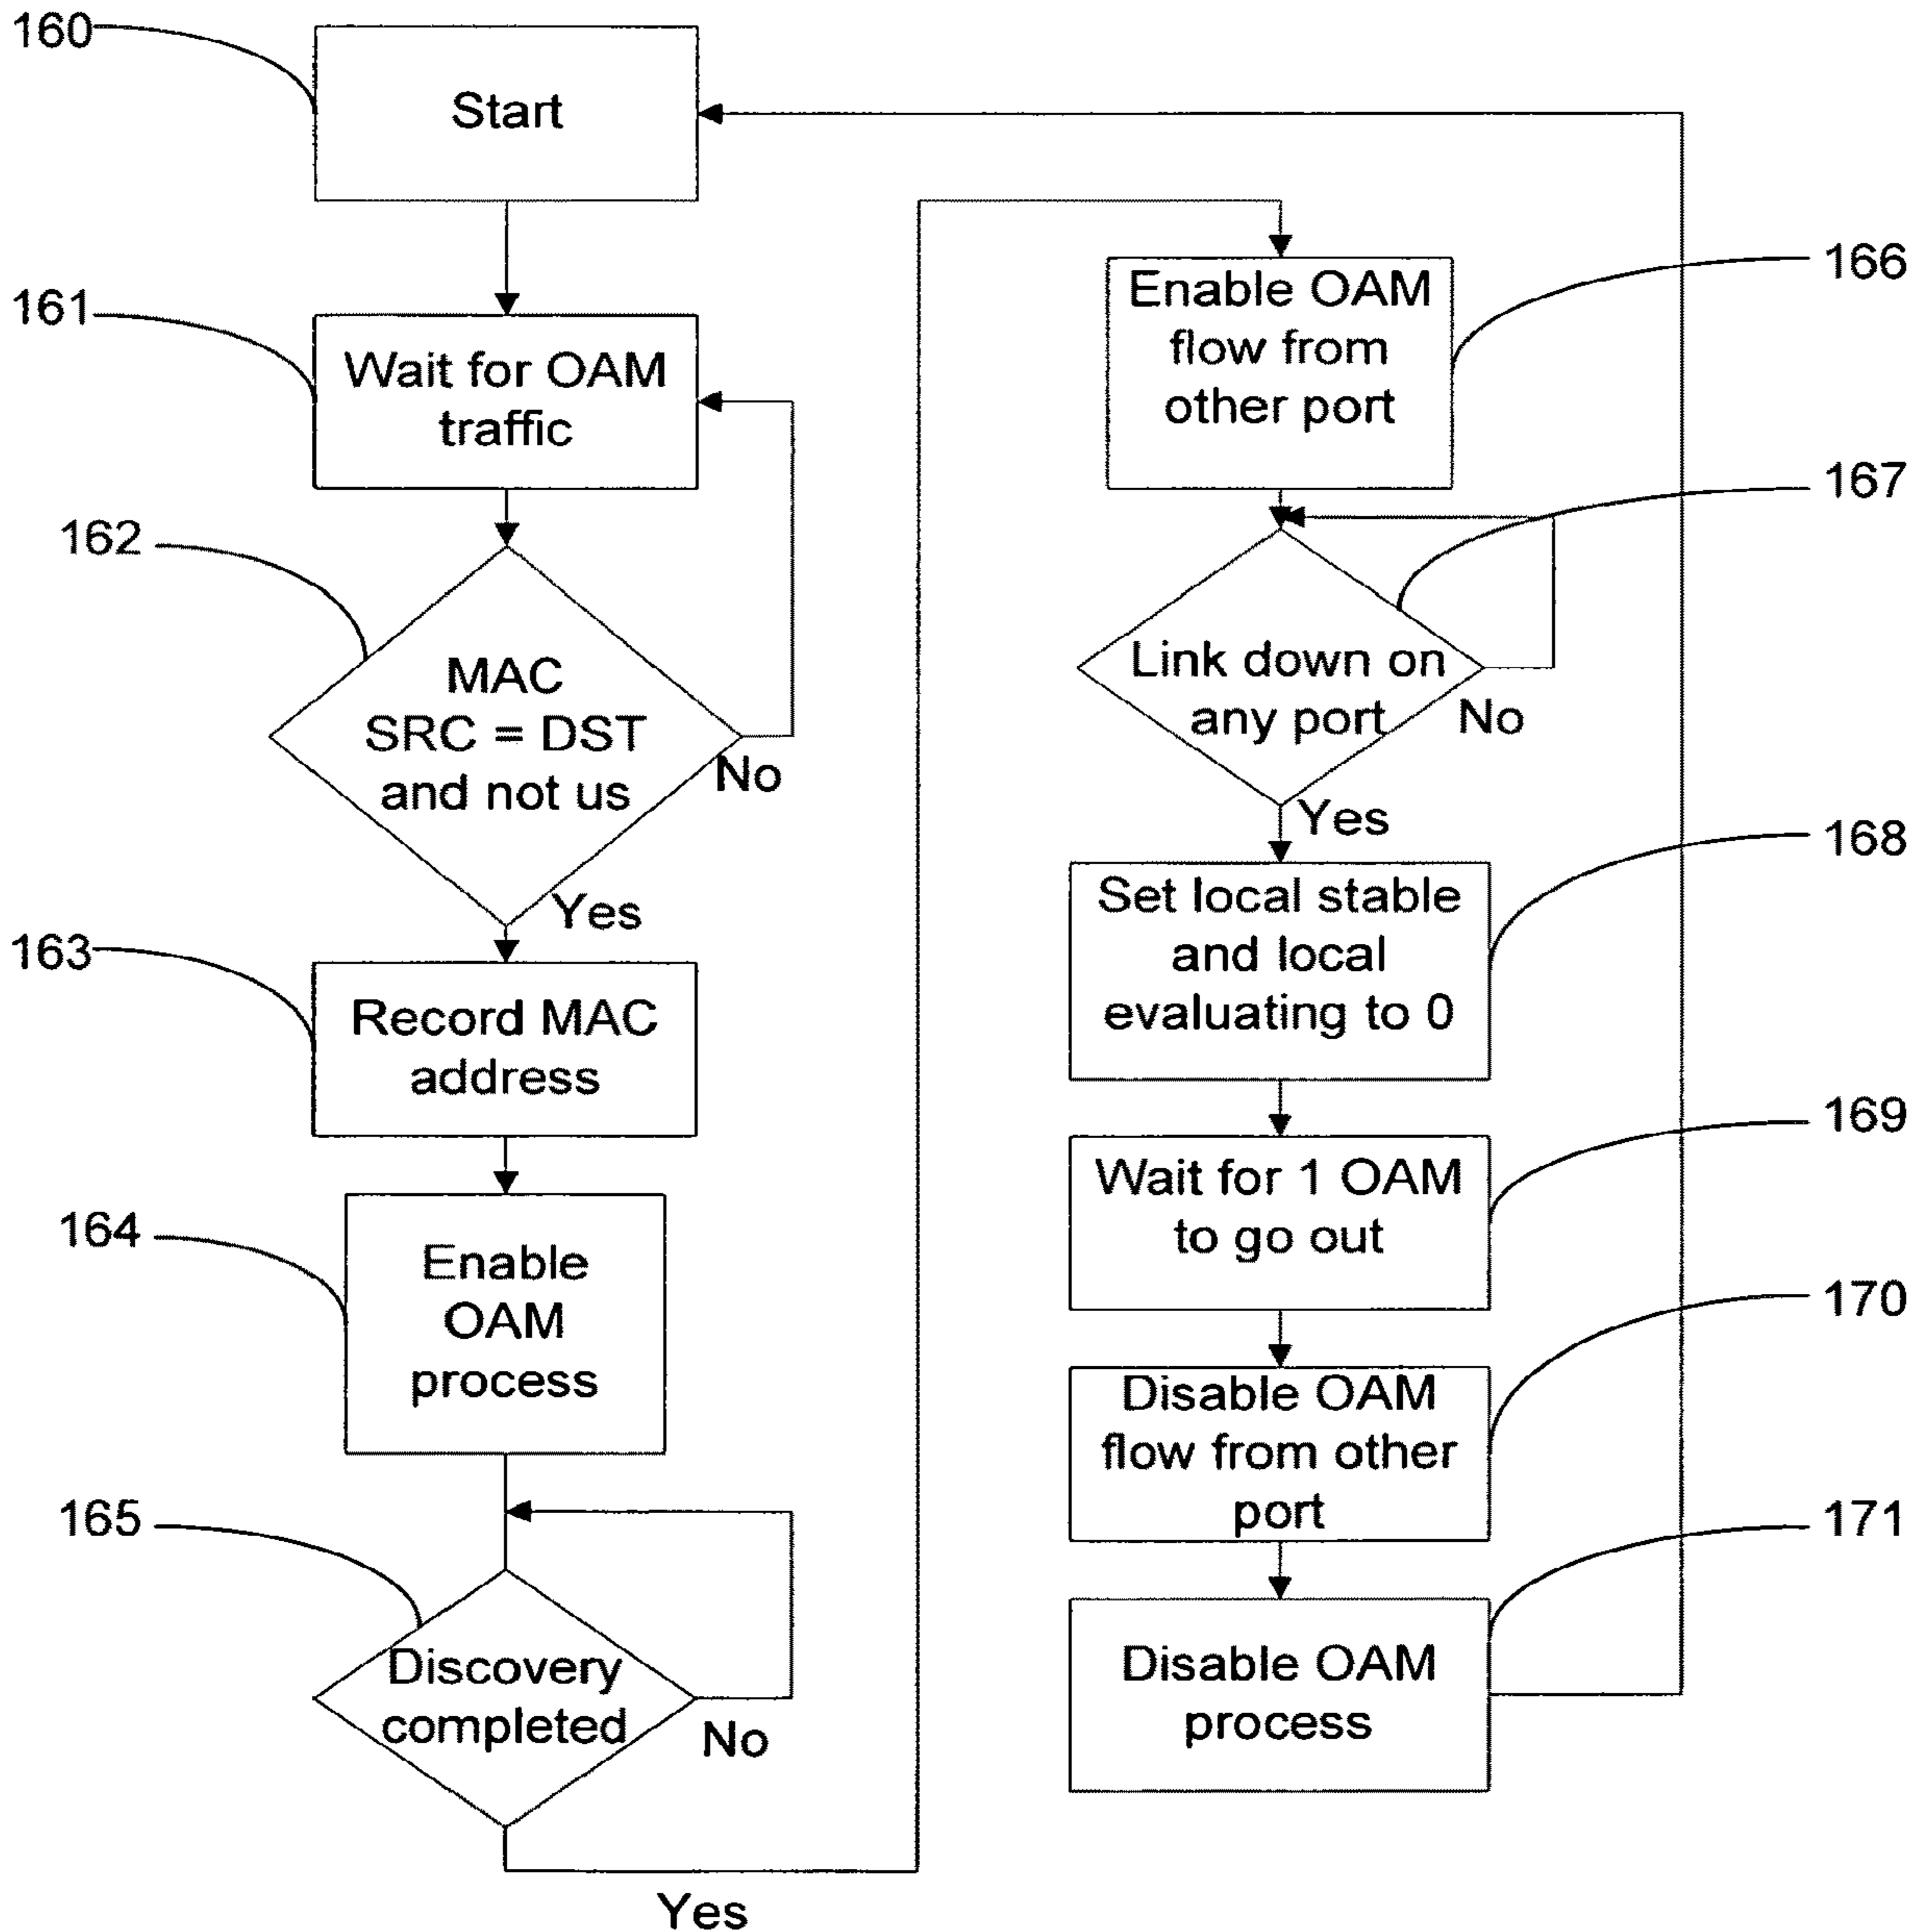 160
Start
161
Wait for OAM
traffic
162
MAC
SRC = DST
and not us
No
Yes
163
Record MAC
address
164
Enable
OAM
process
165
Discovery
completed
No
Yes
166
Enable OAM
flow from
other port
167
Link down on
any port
No
Yes
168
Set local stable
and local
evaluating to 0
169
Wait for 1 OAM
to go out
170
Disable OAM
flow from other
port
171
Disable OAM
process